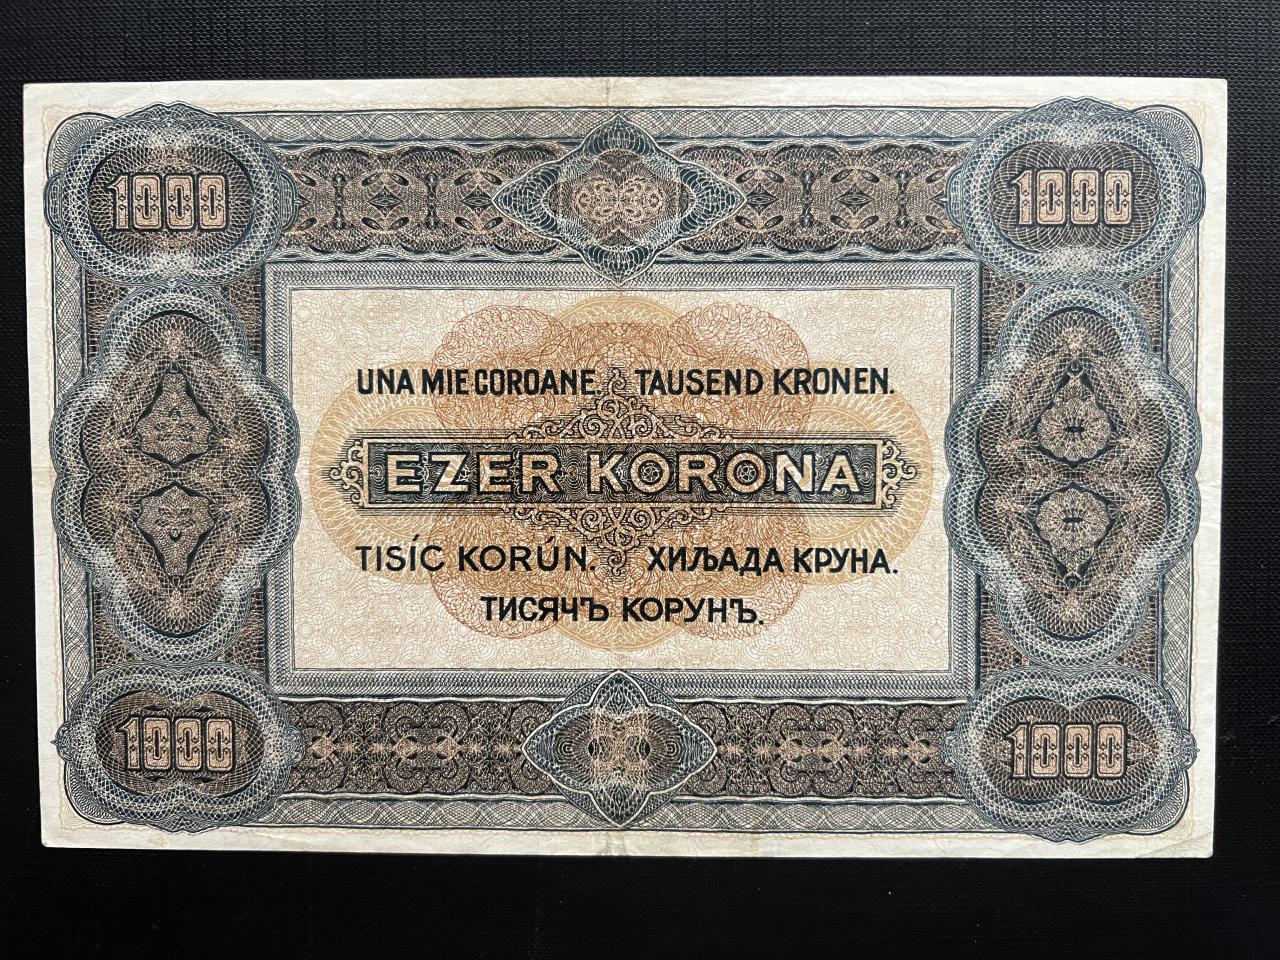 1000 1000
UNA MIE COROANE. TAUSEND KRONEN.
EZER KORONA
TISÍC KORÚN. ХИЉАДА КРУНА.
ТИСЯЧЪ КОРУНЪ.
1000 1000